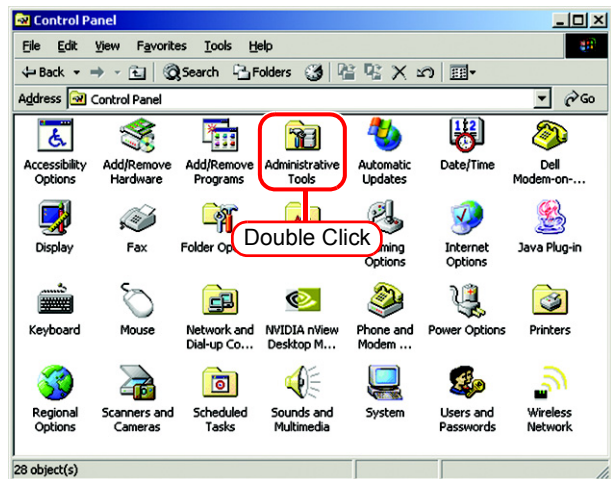 Control Panel
File Edit View Favorites Tools Help
Back Search Folders
Address Control Panel Go
Accessibility Options
Add/Remove Hardware
Add/Remove Programs
Administrative Tools
Automatic Updates
Date/Time
Dell Modem-on-...
Display
Fax
Folder Op
Double Click
ming Options
Internet Options
Java Plug-in
Keyboard
Mouse
Network and Dial-up Co...
NVIDIA nView Desktop M...
Phone and Modem ...
Power Options
Printers
Regional Options
Scanners and Cameras
Scheduled Tasks
Sounds and Multimedia
System
Users and Passwords
Wireless Network
28 object(s)